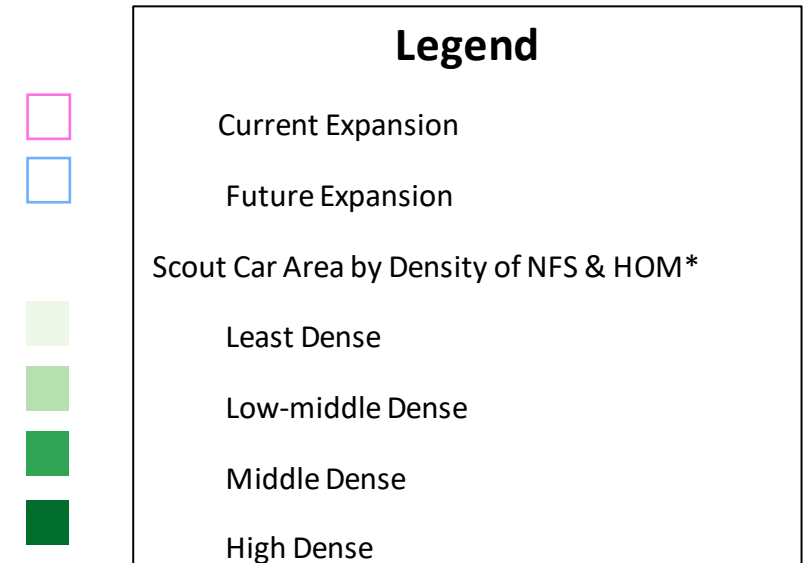 Legend
Current Expansion
Future Expansion
Scout Car Area by Density of NFS & HOM*
Least Dense
Low-middle Dense
Middle Dense
High Dense